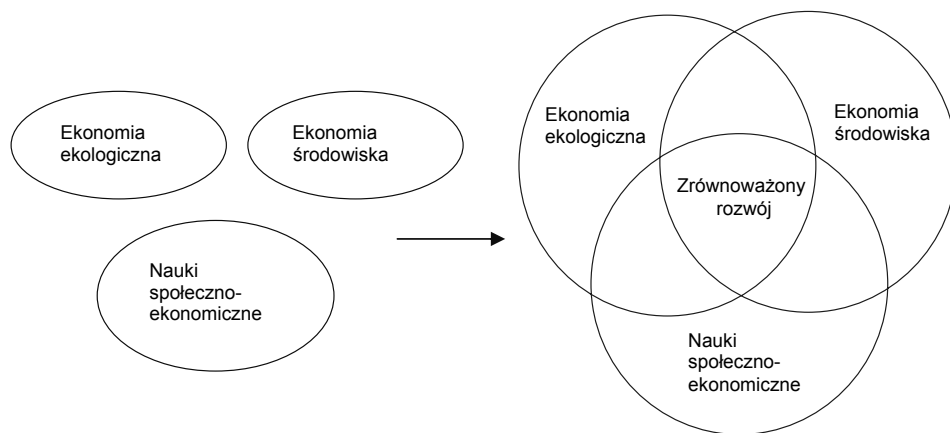 Ekonomia
ekologiczna
Ekonomia
środowiska
Nauki
społeczno-
ekonomiczne
Ekonomia
ekologiczna
Ekonomia
środowiska
Zrównoważony
rozwój
Nauki
społeczno-
ekonomiczne